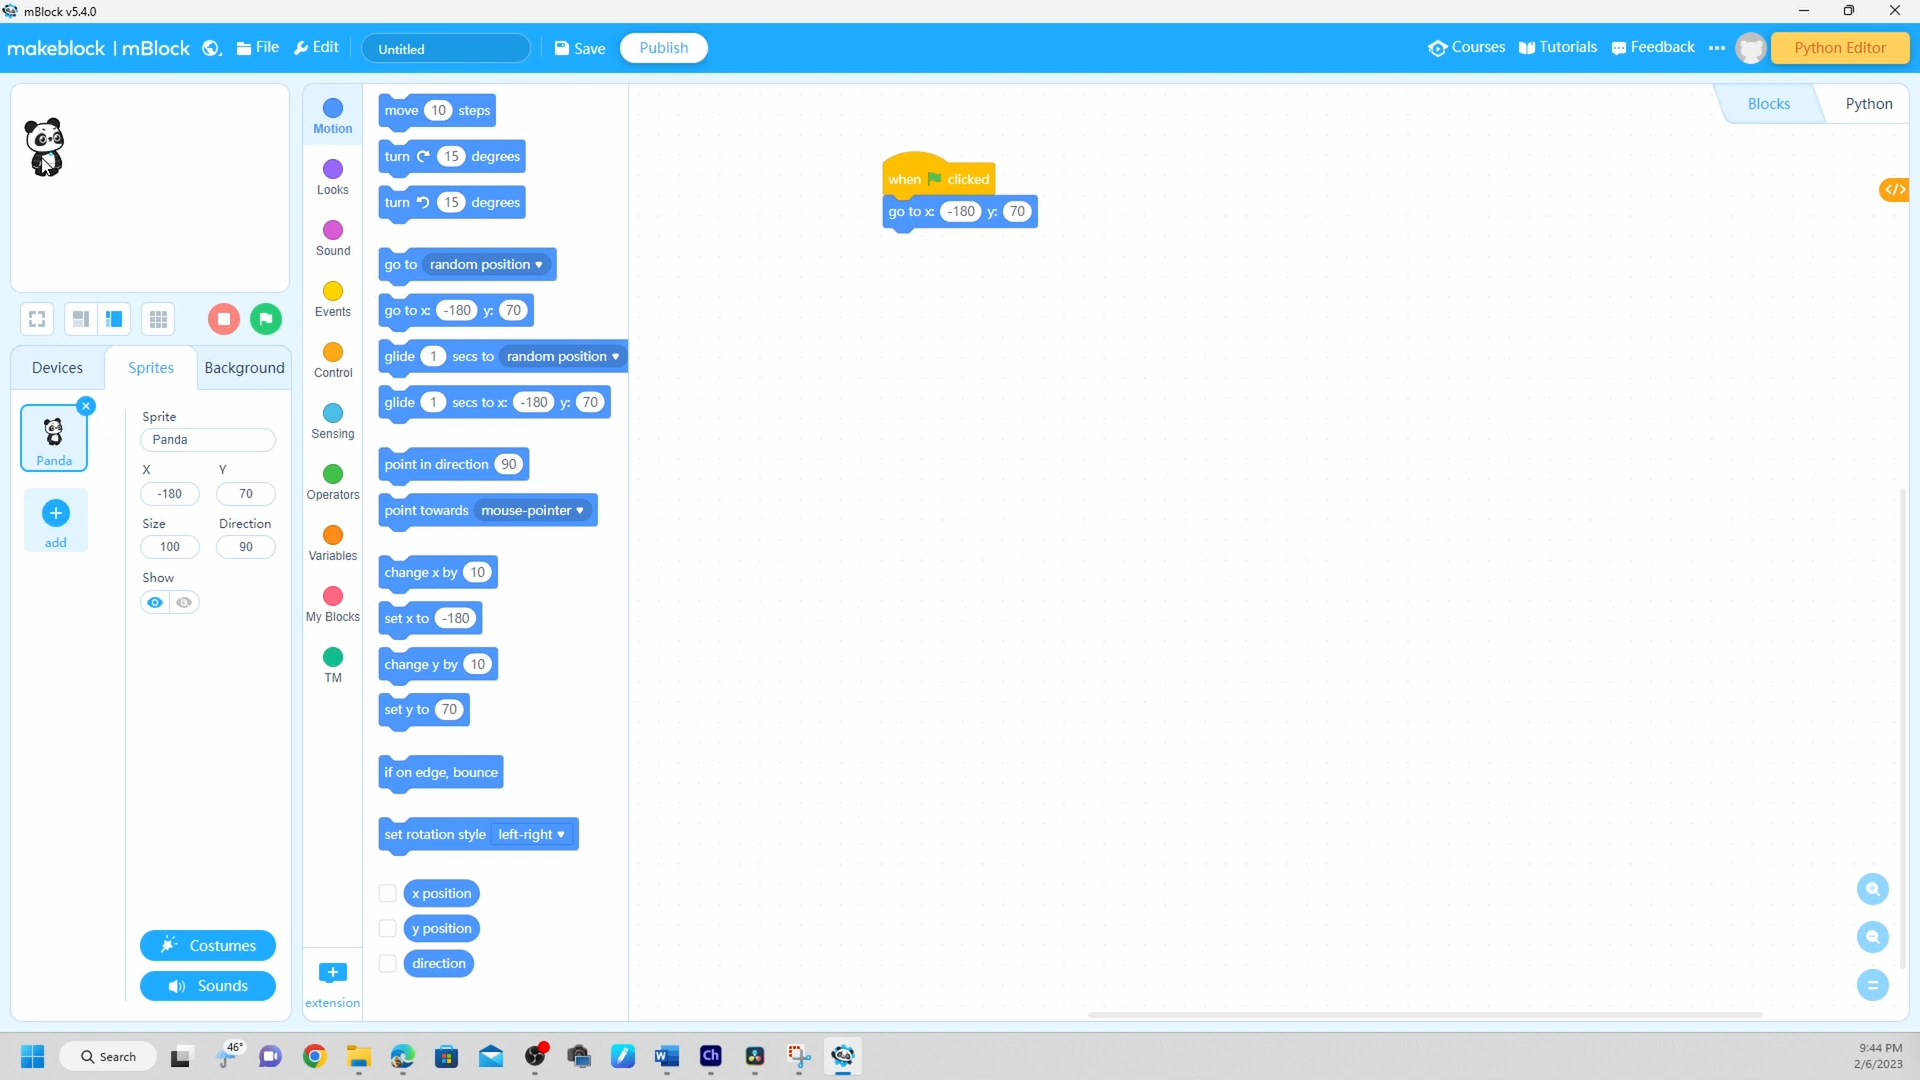 mBlock v5.4.0
makeblock | mBlock File Edit Untitled Save Publish Courses Tutorials Feedback Python Editor
Blocks Python
Motion
Looks
Sound
Events
Control
Sensing
Operators
Variables
My Blocks
TM
extension
move 10 steps
turn 15 degrees
turn 15 degrees
go to random position
go to x: -180 y: 70
glide 1 secs to random position
glide 1 secs to x: -180 y: 70
point in direction 90
point towards mouse-pointer
change x by 10
set x to -180
change y by 10
set y to 70
if on edge, bounce
set rotation style left-right
x position
y position
direction
when clicked
go to x: -180 y: 70
</>
Devices Sprites Background
Panda
add
Sprite
Panda
X Y
-180 70
Size Direction
100 90
Show
Costumes
Sounds
Search
46°
W
Ch
9:44 PM
2/6/2023